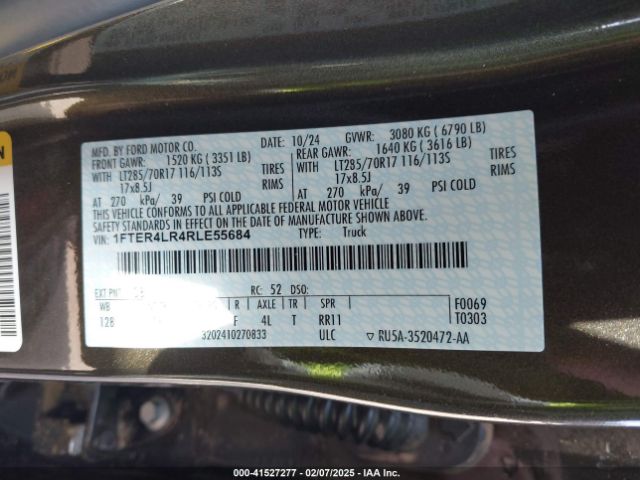 MFD. BY FORD MOTOR CO. DATE: 10/24 GVWR: 3080 KG ( 6790 LB)
FRONT GAWR: 1520 KG ( 3351 LB) REAR GAWR: 1640 KG ( 3616 LB)
WITH LT285/70R17 116/113S TIRES WITH LT285/70R17 116/113S TIRES
17x8.5J RIMS 17x8.5J RIMS
AT 270 kPa/ 39 PSI COLD AT 270 kPa/ 39 PSI COLD
THIS VEHICLE CONFORMS TO ALL APPLICABLE FEDERAL MOTOR VEHICLE
SAFETY STANDARDS IN EFFECT ON THE DATE OF MANUFACTURE SHOWN ABOVE.
VIN: 1FTER4LR4RLE55684 TYPE: Truck
EXT PNT: RC: 52 DSO:
WB R AXLE TR SPR F0069
128 F 4L T RR11 T0303
3202410270833 ULC ▽ RU5A-3520472-AA
000-41527277 - 02/07/2025 - IAA Inc.